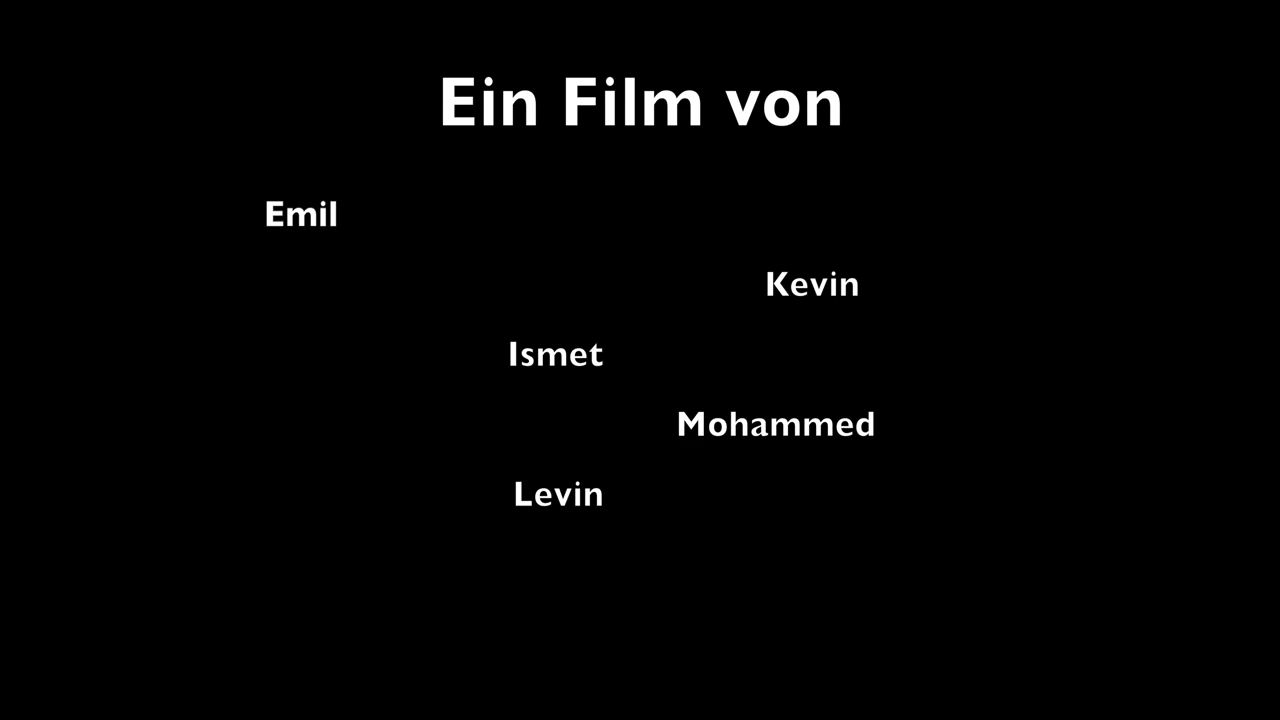 Ein Film von
Emil
Kevin
Ismet
Mohammed
Levin